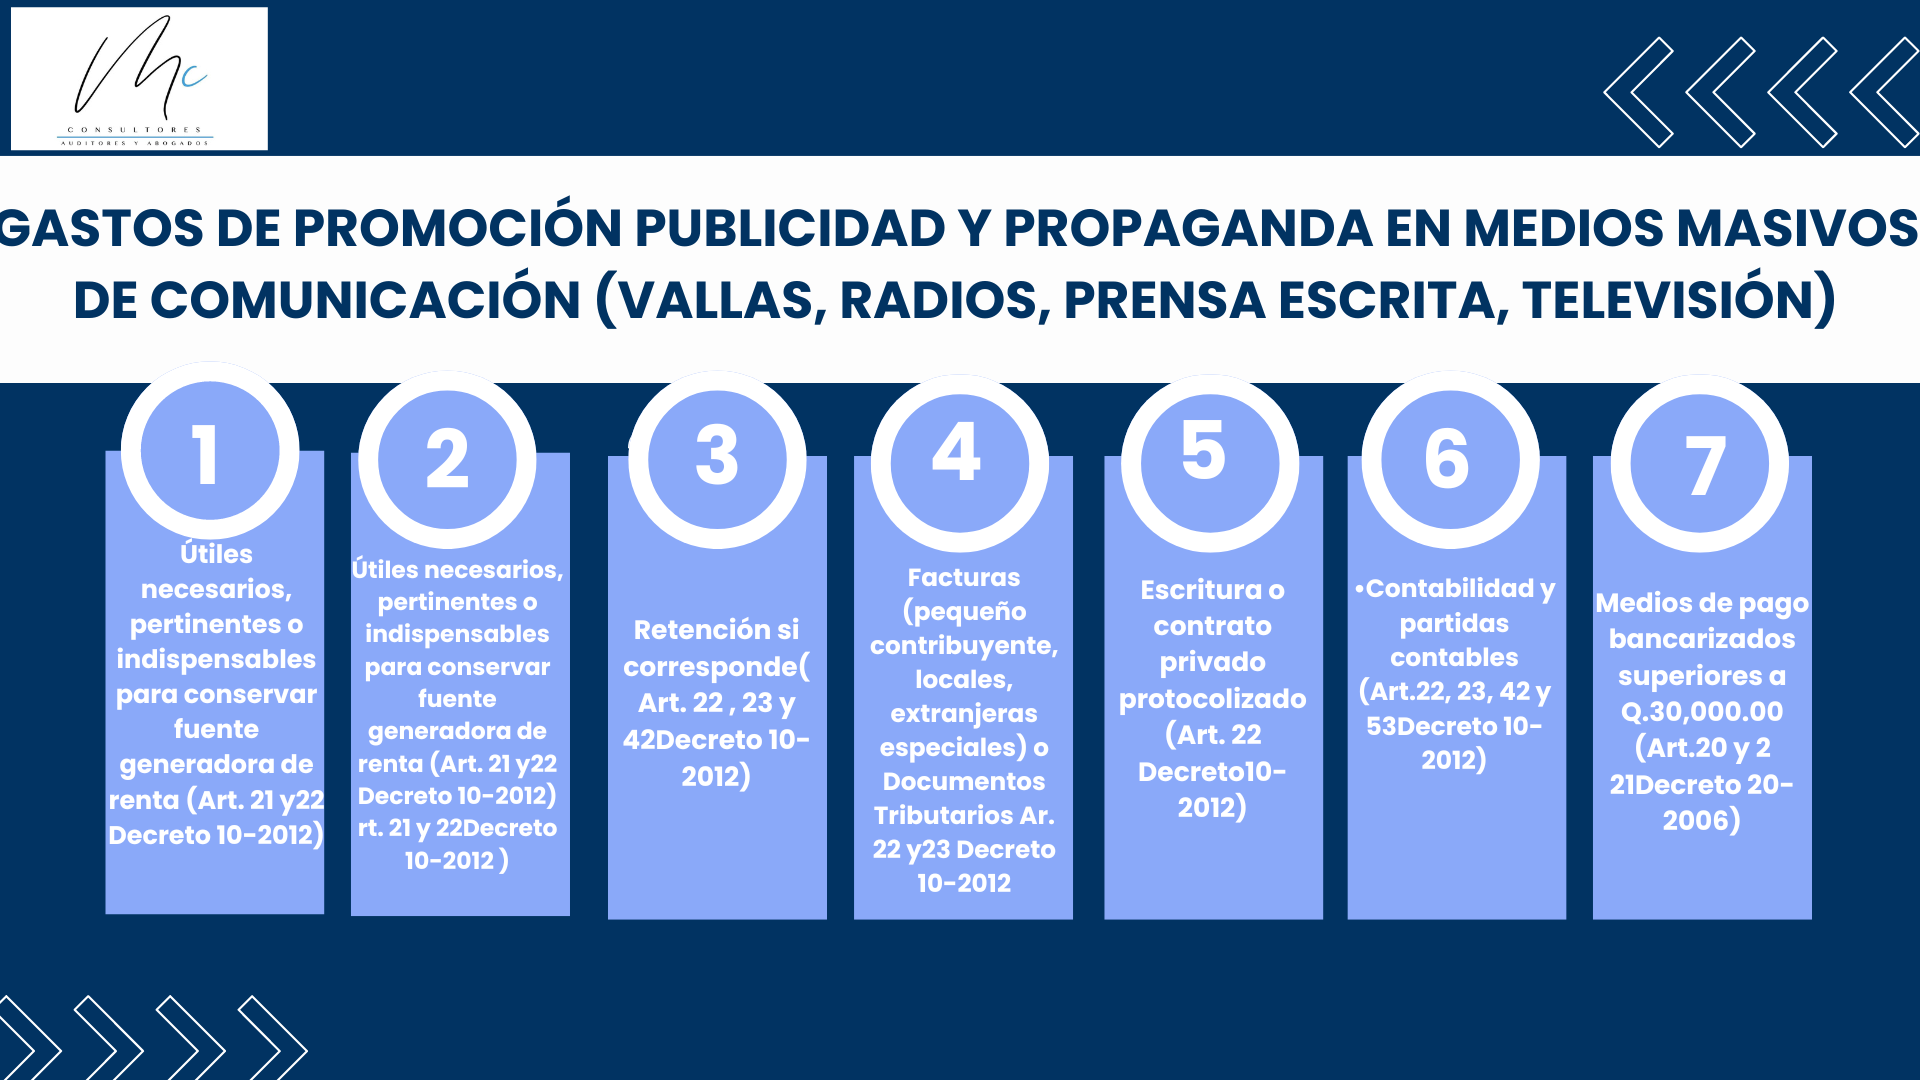 Mc
CONSULTORES
AUDITORES Y ABOGADOS
GASTOS DE PROMOCIÓN PUBLICIDAD Y PROPAGANDA EN MEDIOS MASIVOS
DE COMUNICACIÓN (VALLAS, RADIOS, PRENSA ESCRITA, TELEVISIÓN)
1
Útiles
necesarios,
pertinentes o
indispensables
para conservar
fuente
generadora de
renta (Art. 21 y22
Decreto 10-2012)
2
Útiles necesarios,
pertinentes o
indispensables
para conservar
fuente
generadora de
renta (Art. 21 y22
Decreto 10-2012)
rt. 21 y 22Decreto
10-2012 )
3
Retención si
corresponde(
Art. 22 , 23 y
42Decreto 10-
2012)
4
Facturas
(pequeño
contribuyente,
locales,
extranjeras
especiales) o
Documentos
Tributarios Ar.
22 y23 Decreto
10-2012
5
Escritura o
contrato
privado
protocolizado
(Art. 22
Decreto10-
2012)
6
•Contabilidad y
partidas
contables
(Art.22, 23, 42 y
53Decreto 10-
2012)
7
Medios de pago
bancarizados
superiores a
Q.30,000.00
(Art.20 y 2
21Decreto 20-
2006)